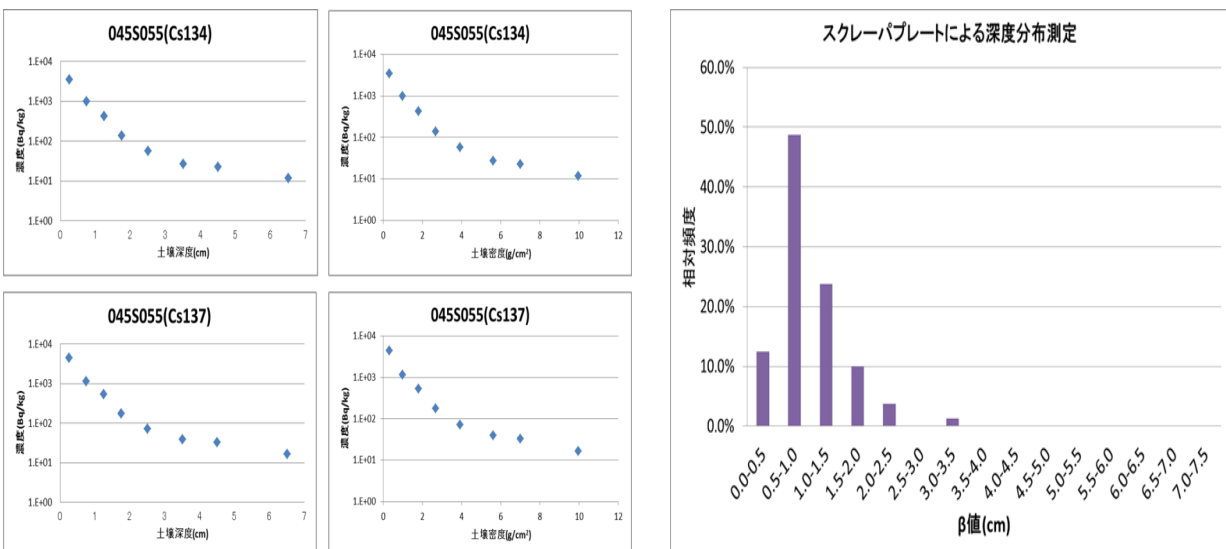 045S055(Cs134)
濃度(Bq/kg)
1.E+04
1.E+03
1.E+02
1.E+01
1.E+00
0 1 2 3 4 5 6 7
土壌深度(cm)
045S055(Cs134)
濃度(Bq/kg)
1.E+04
1.E+03
1.E+02
1.E+01
1.E+00
0 2 4 6 8 10 12
土壌密度(g/cm²)
045S055(Cs137)
濃度(Bq/kg)
1.E+04
1.E+03
1.E+02
1.E+01
1.E+00
0 1 2 3 4 5 6 7
土壌深度(cm)
045S055(Cs137)
濃度(Bq/kg)
1.E+04
1.E+03
1.E+02
1.E+01
1.E+00
0 2 4 6 8 10 12
土壌密度(g/cm²)
スクレーパプレートによる深度分布測定
相対頻度
60.0%
50.0%
40.0%
30.0%
20.0%
10.0%
0.0%
0.0-0.5
0.5-1.0
1.0-1.5
1.5-2.0
2.0-2.5
2.5-3.0
3.0-3.5
3.5-4.0
4.0-4.5
4.5-5.0
5.0-5.5
5.5-6.0
6.0-6.5
6.5-7.0
7.0-7.5
β値(cm)